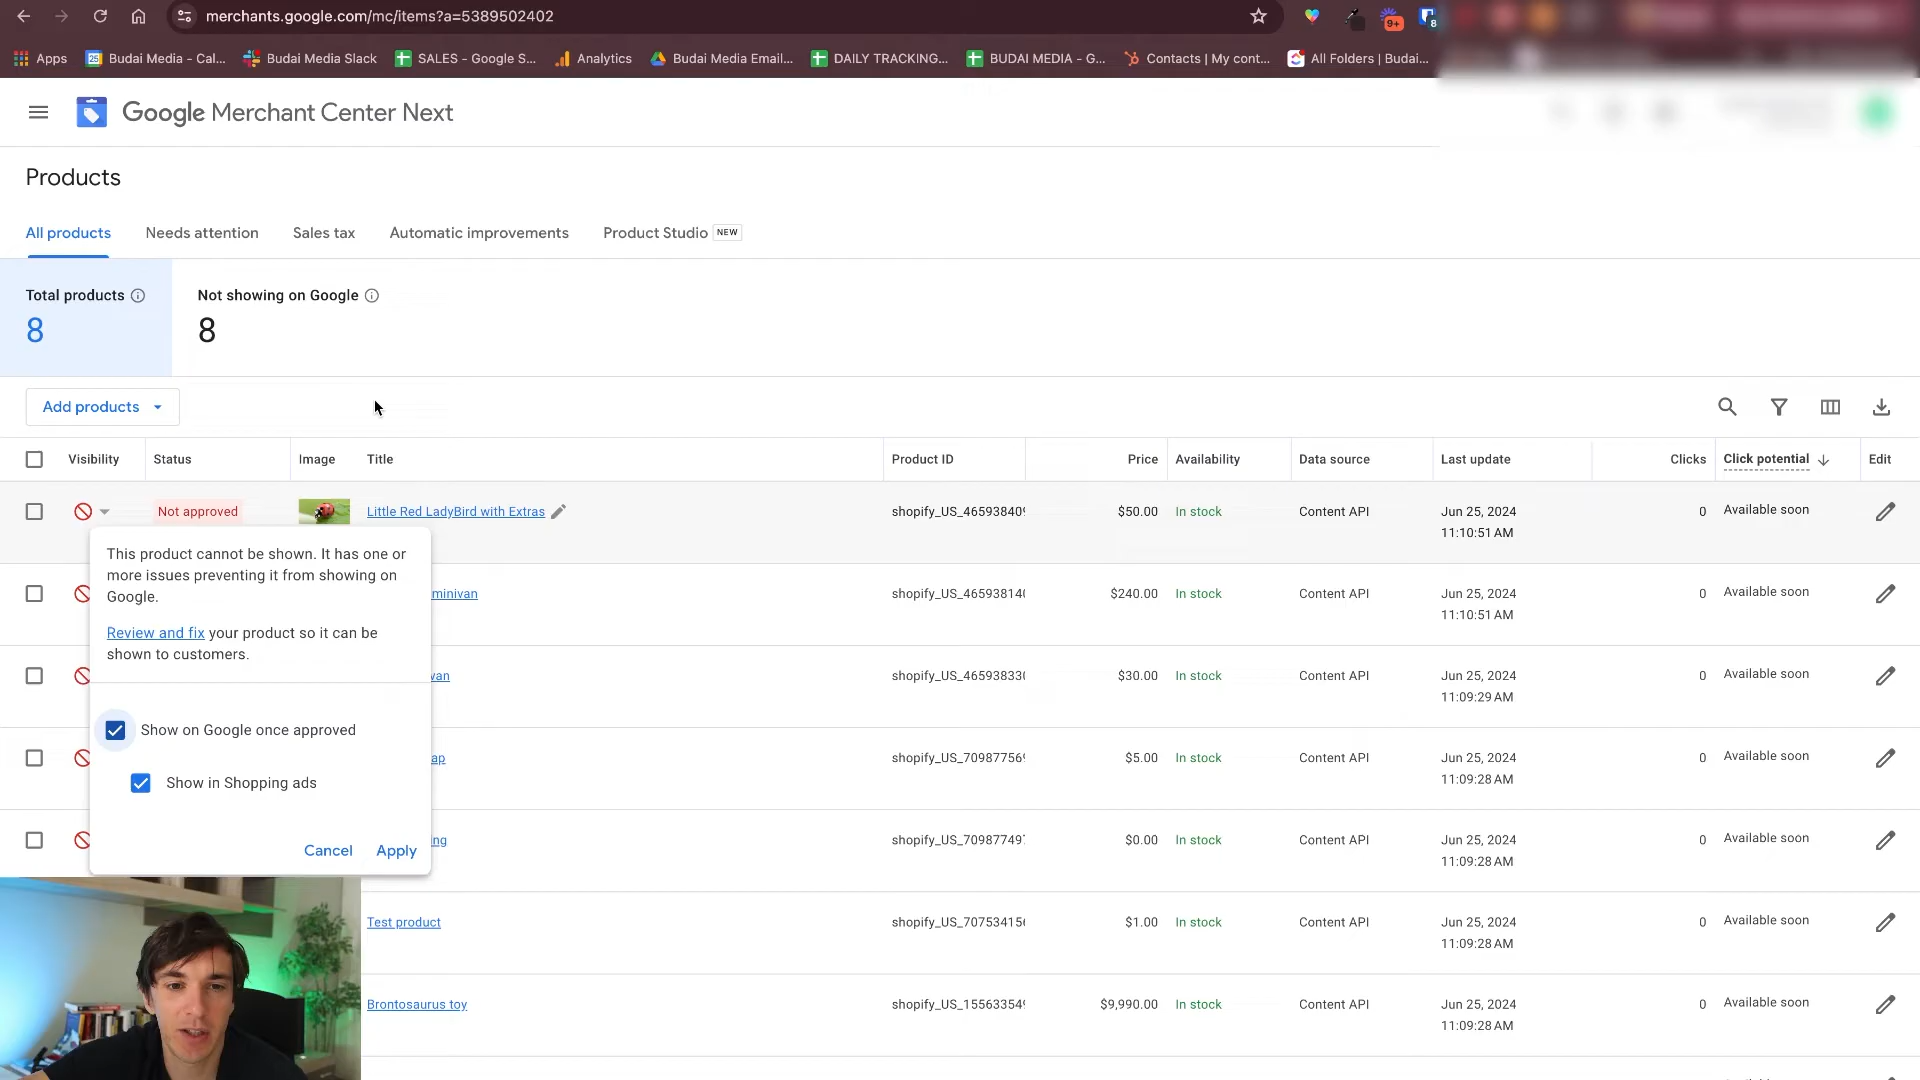 merchants.google.com/mc/items?a=5389502402
9+
8
Apps
25
Budai Media - Cal...
Budai Media Slack
SALES - Google S...
Analytics
Budai Media Email...
DAILY TRACKING...
BUDAI MEDIA - G...
Contacts | My cont...
All Folders | Budai...
Google Merchant Center Next
Products
All products
Needs attention
Sales tax
Automatic improvements
Product Studio NEW
Total products
8
Not showing on Google
8
Add products
Visibility Status Image Title Product ID Price Availability Data source Last update Clicks Click potential Edit
Not approved Little Red LadyBird with Extras shopify_US_46593840 $50.00 In stock Content API Jun 25, 2024 0 Available soon
11:10:51 AM
This product cannot be shown. It has one or
more issues preventing it from showing on
Google.
Review and fix your product so it can be
shown to customers.
Show on Google once approved
Show in Shopping ads
Cancel Apply
minivan shopify_US_46593814 $240.00 In stock Content API Jun 25, 2024 0 Available soon
11:10:51 AM
van shopify_US_46593833 $30.00 In stock Content API Jun 25, 2024 0 Available soon
11:09:29 AM
ap shopify_US_70987756 $5.00 In stock Content API Jun 25, 2024 0 Available soon
11:09:28 AM
ng shopify_US_70987749 $0.00 In stock Content API Jun 25, 2024 0 Available soon
11:09:28 AM
Test product shopify_US_70753415 $1.00 In stock Content API Jun 25, 2024 0 Available soon
11:09:28 AM
Brontosaurus toy shopify_US_15563354 $9,990.00 In stock Content API Jun 25, 2024 0 Available soon
11:09:28 AM